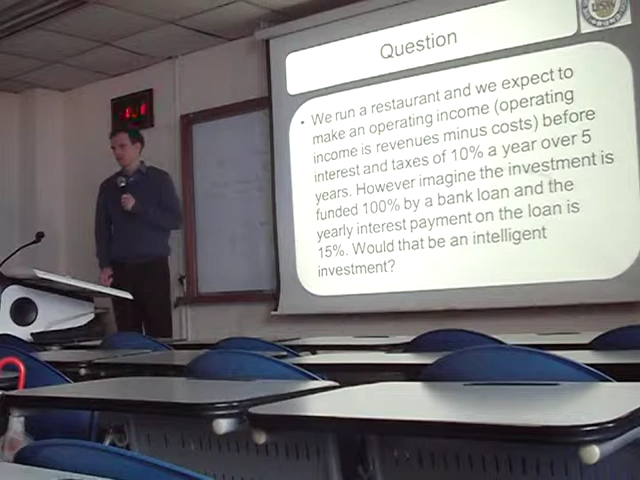 Question
• We run a restaurant and we expect to
make an operating income (operating
income is revenues minus costs) before
interest and taxes of 10% a year over 5
years. However imagine the investment is
funded 100% by a bank loan and the
yearly interest payment on the loan is
15%. Would that be an intelligent
investment?